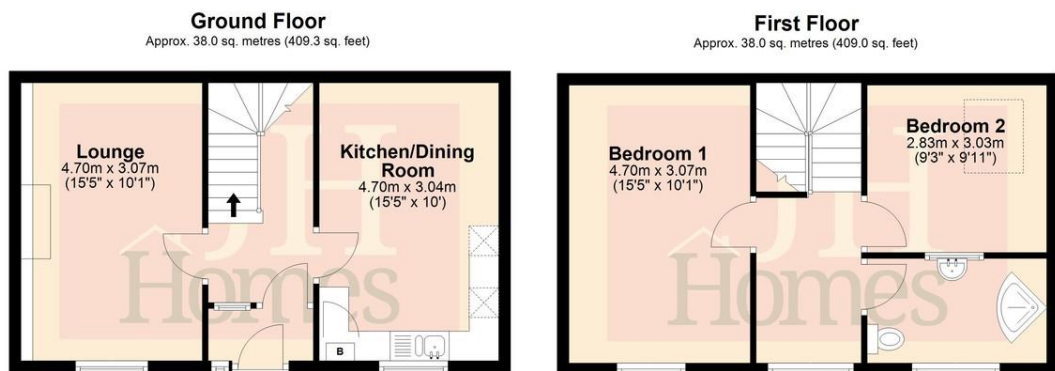 Ground Floor
Approx. 38.0 sq. metres (409.3 sq. feet)
Lounge
4.70m x 3.07m
(15'5" x 10'1")
Kitchen/Dining
Room
4.70m x 3.04m
(15'5" x 10')
JH
Homes
B
First Floor
Approx. 38.0 sq. metres (409.0 sq. feet)
Bedroom 1
4.70m x 3.07m
(15'5" x 10'1")
Bedroom 2
2.83m x 3.03m
(9'3" x 9'11")
JH
Homes